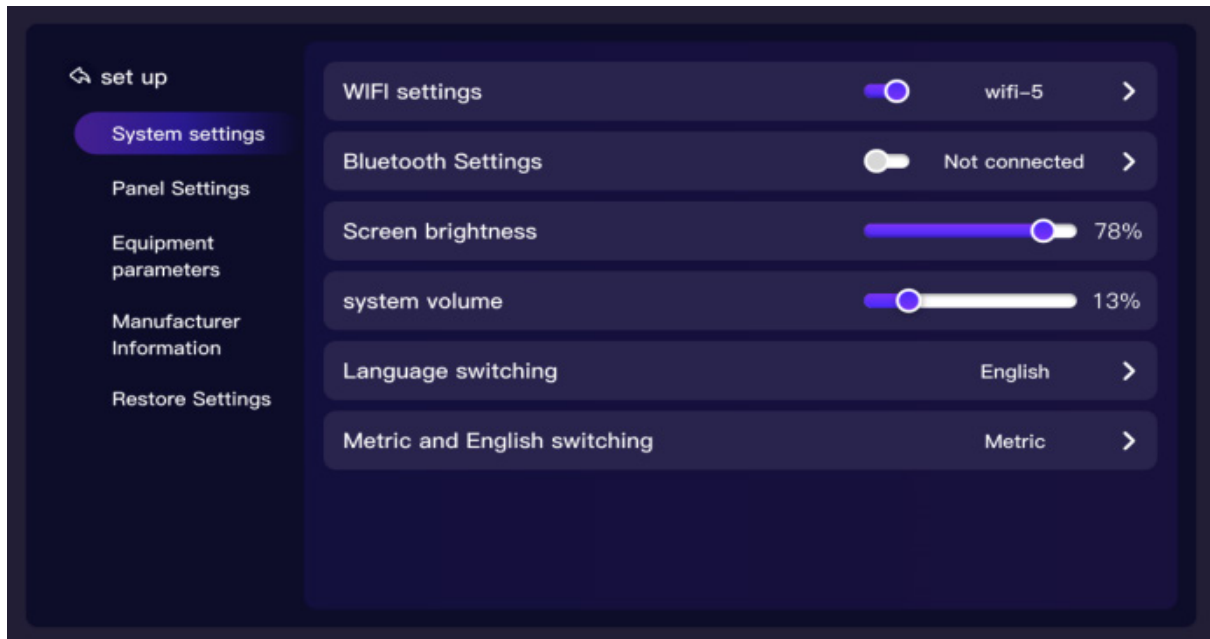 set up
System settings
Panel Settings
Equipment
parameters
Manufacturer
Information
Restore Settings
WIFI settings
wifi-5
Bluetooth Settings
Not connected
Screen brightness
78%
system volume
13%
Language switching
English
Metric and English switching
Metric